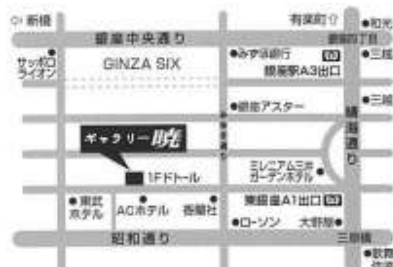 新橋
有楽町
和光
銀座中央通り
銀座四丁目
サッポロ
ライオン
GINZA SIX
みずほ銀行
銀座駅A3出口
三越
三越
銀座アスター
晴海通り
ギャラリー 暁
1Fドトール
ミレニアム三井
ガーデンホテル
東武
ホテル
ACホテル
東銀座A1出口
ローソン
大野屋
昭和通り
三原橋
歌舞